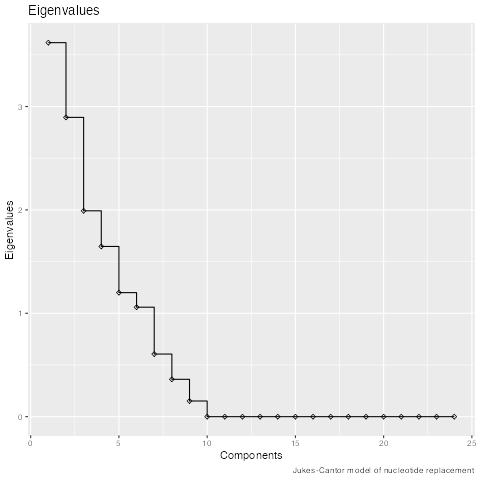 Eigenvalues
Eigenvalues
3
2
1
0
0
5
10
15
20
25
Components
Jukes-Cantor model of nucleotide replacement